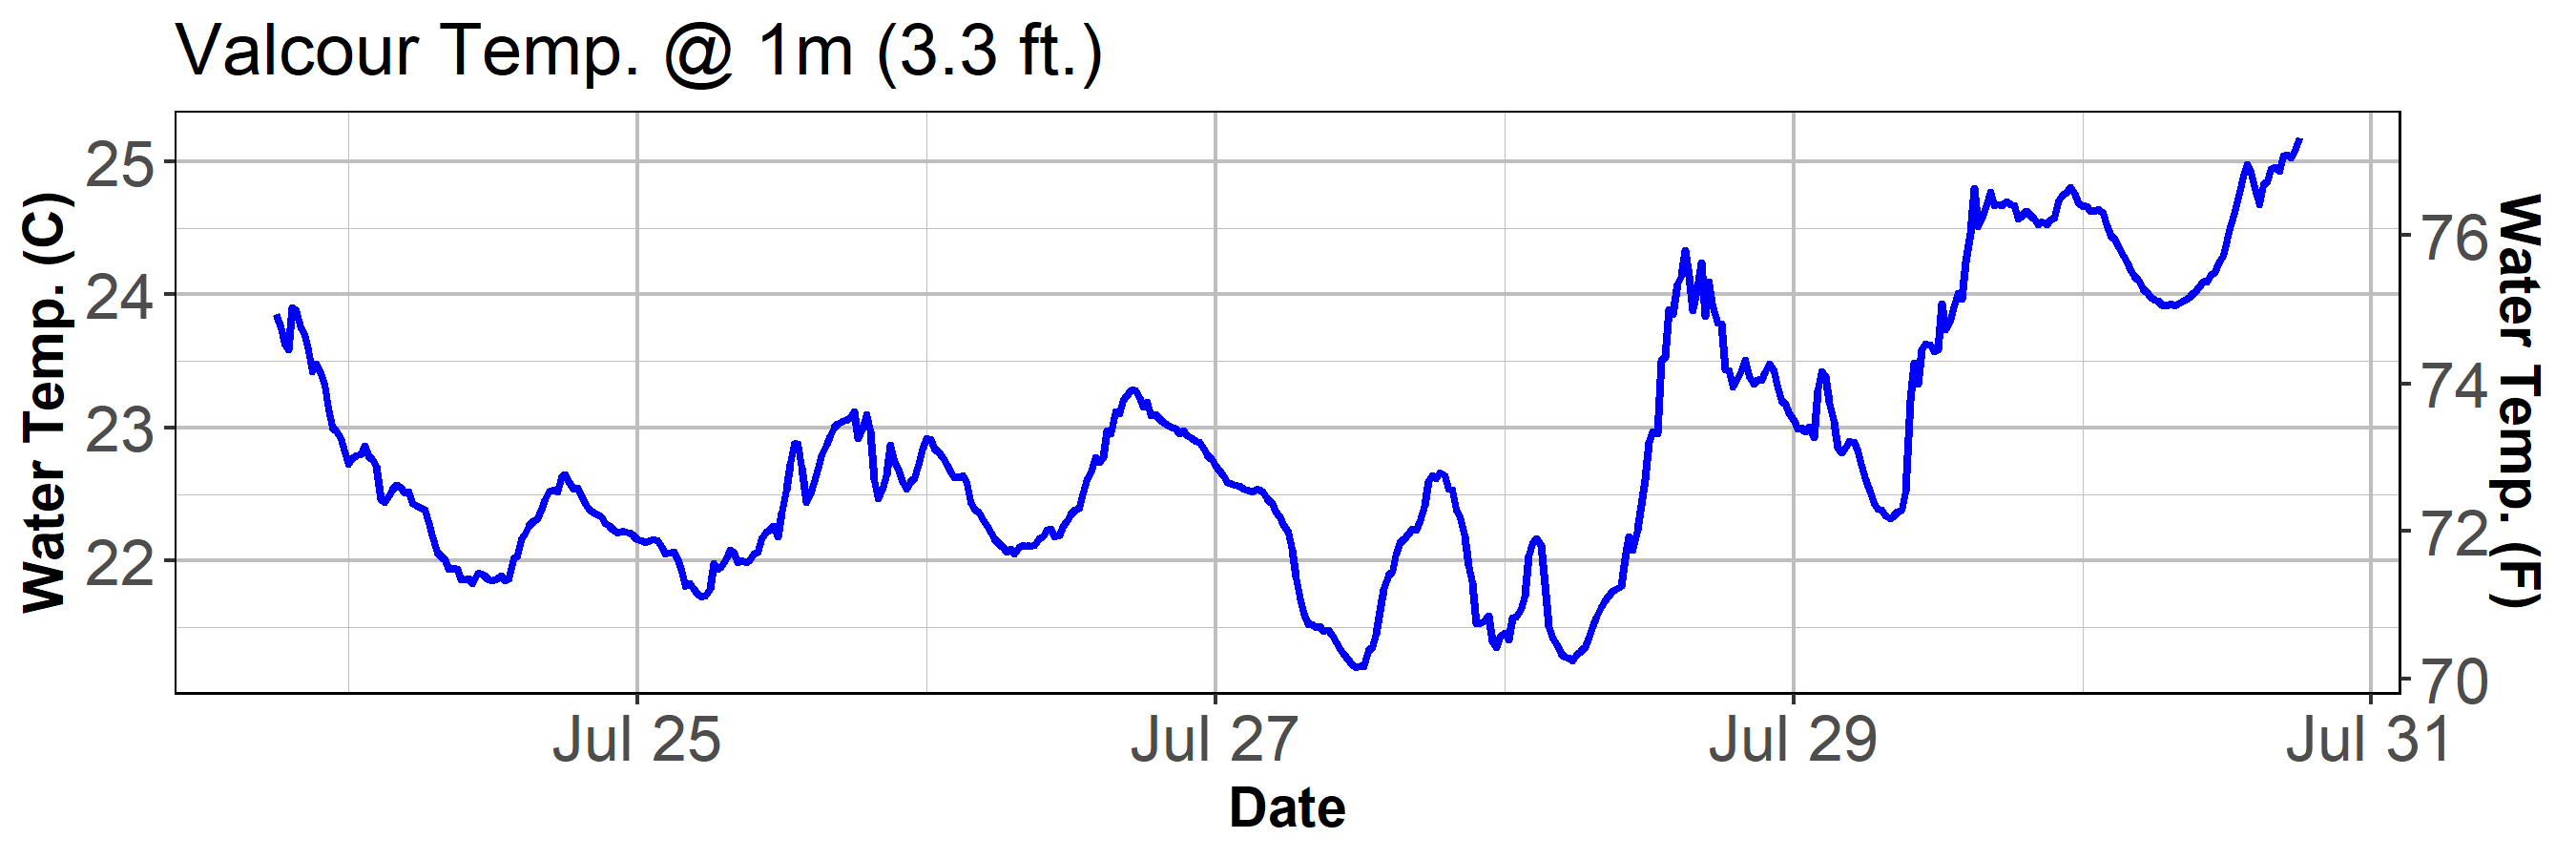 Valcour Temp. @ 1m (3.3 ft.)
Water Temp. (C)
25
24
23
22
76
74
72
70
Water Temp. (F)
Jul 25
Jul 27
Jul 29
Jul 31
Date